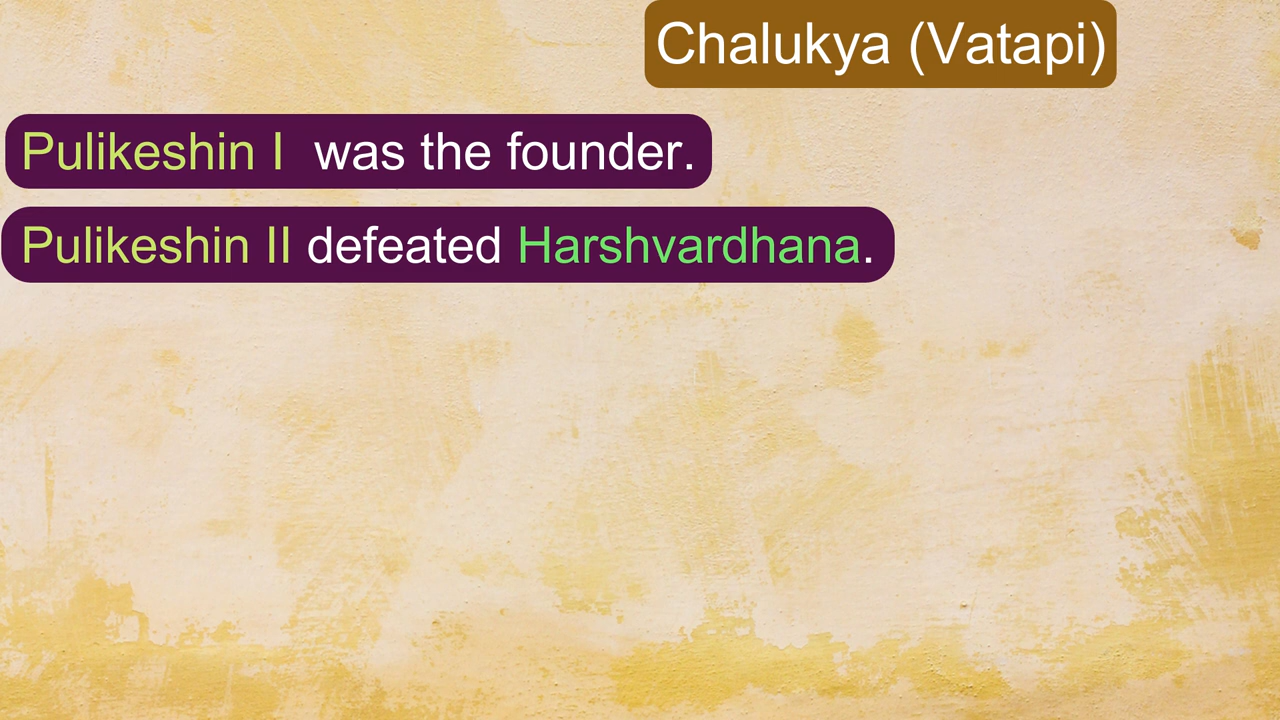 Chalukya (Vatapi)
Pulikeshin I was the founder.
Pulikeshin II defeated Harshvardhana.